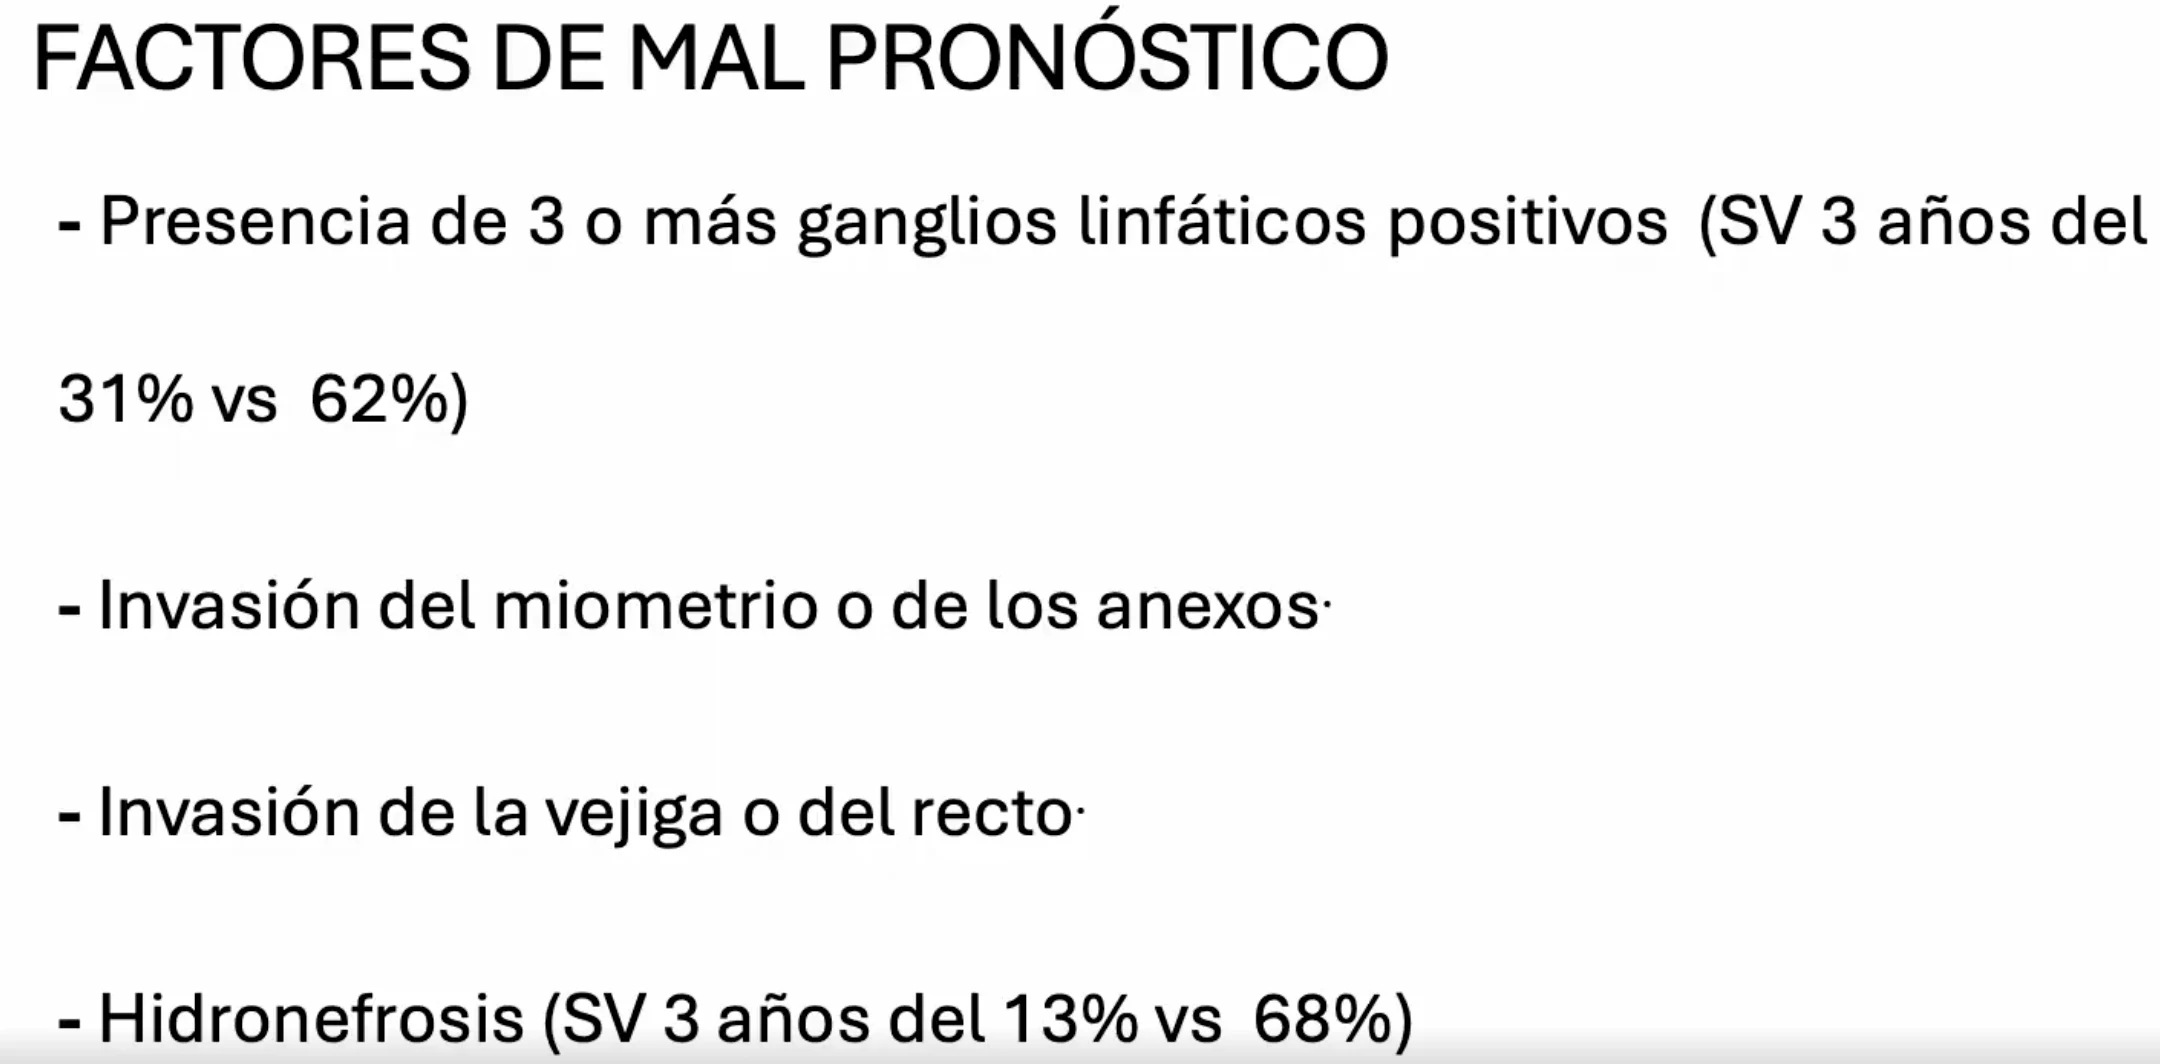 FACTORES DE MAL PRONÓSTICO
- Presencia de 3 o más ganglios linfáticos positivos (SV 3 años del
31% vs 62%)
- Invasión del miometrio o de los anexos·
- Invasión de la vejiga o del recto·
- Hidronefrosis (SV 3 años del 13% vs 68%)